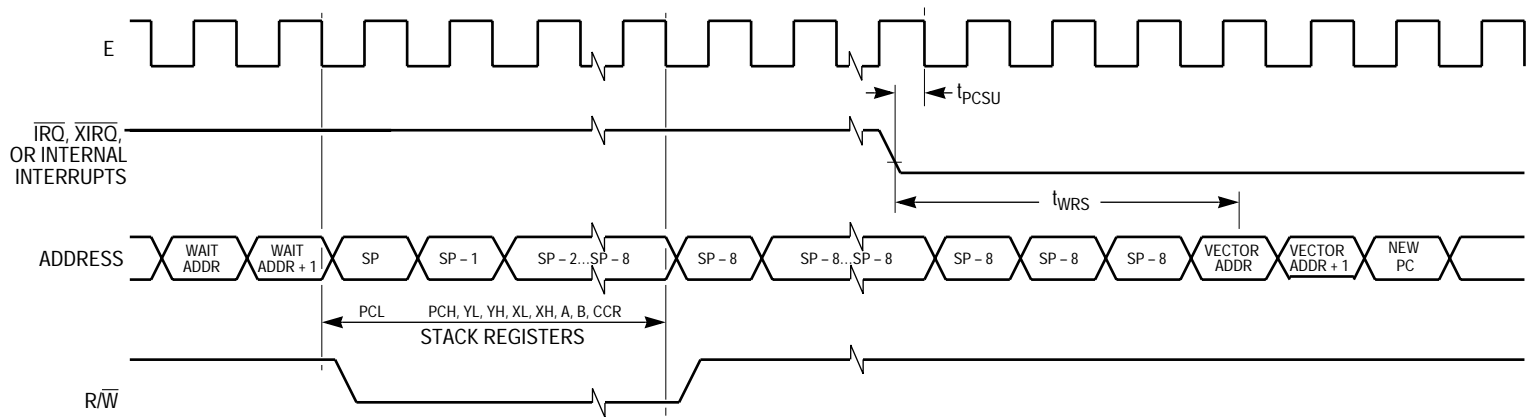 E
tPCSU
IRQ, XIRQ,
OR INTERNAL
INTERRUPTS
tWRS
ADDRESS
WAIT
ADDR
WAIT
ADDR + 1
SP
SP – 1
SP – 2...SP – 8
SP – 8
SP – 8...SP – 8
SP – 8
SP – 8
SP – 8
VECTOR
ADDR
VECTOR
ADDR + 1
NEW
PC
PCL PCH, YL, YH, XL, XH, A, B, CCR
STACK REGISTERS
R/W